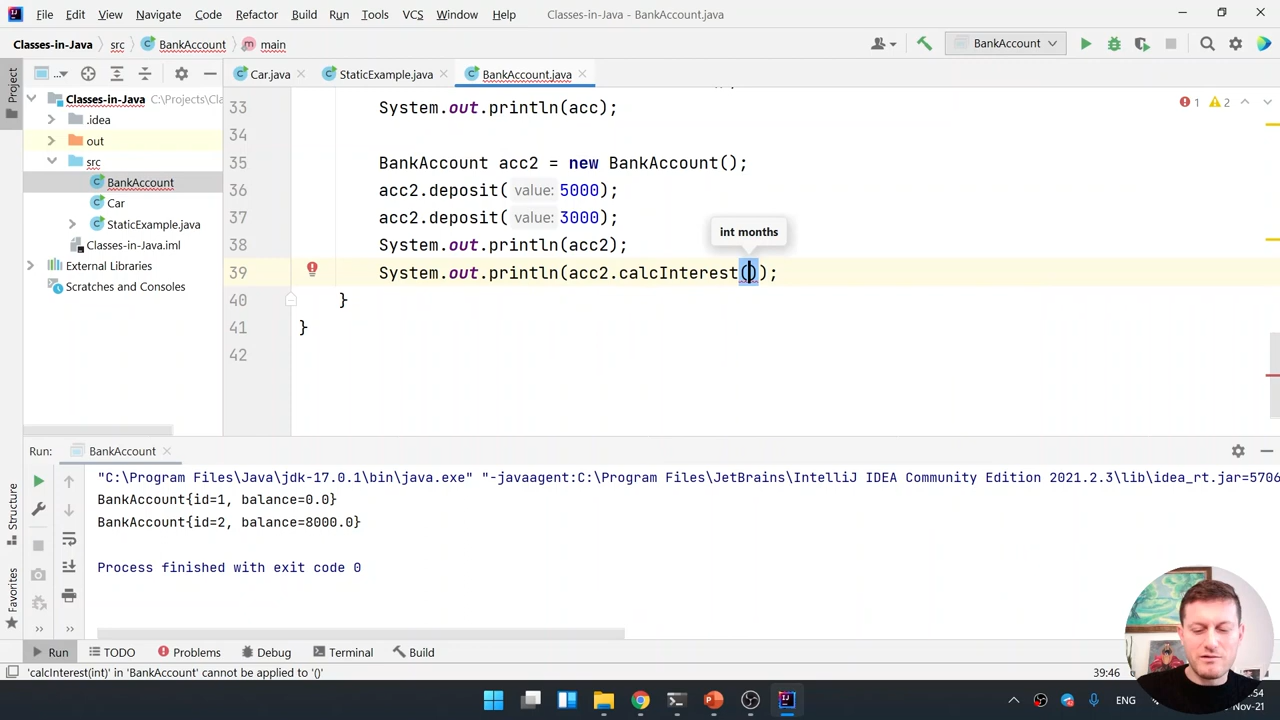 File Edit View Navigate Code Refactor Build Run Tools VCS Window Help Classes-in-Java - BankAccount.java
Classes-in-Java src BankAccount main BankAccount
Project
Car.java StaticExample.java BankAccount.java
Classes-in-Java C:\Projects\Cla
.idea
out
src
BankAccount
Car
StaticExample.java
Classes-in-Java.iml
External Libraries
Scratches and Consoles
1 2
33 System.out.println(acc);
34
35 BankAccount acc2 = new BankAccount();
36 acc2.deposit( value: 5000);
37 acc2.deposit( value: 3000);
int months
38 System.out.println(acc2);
39 System.out.println(acc2.calcInterest());
40 }
41 }
42
Run: BankAccount
"C:\Program Files\Java\jdk-17.0.1\bin\java.exe" "-javaagent:C:\Program Files\JetBrains\IntelliJ IDEA Community Edition 2021.2.3\lib\idea_rt.jar=5706
BankAccount{id=1, balance=0.0}
BankAccount{id=2, balance=8000.0}
Process finished with exit code 0
Structure
Favorites
Run TODO Problems Debug Terminal Build
'calcInterest(int)' in 'BankAccount' cannot be applied to '()' 39:46
ENG